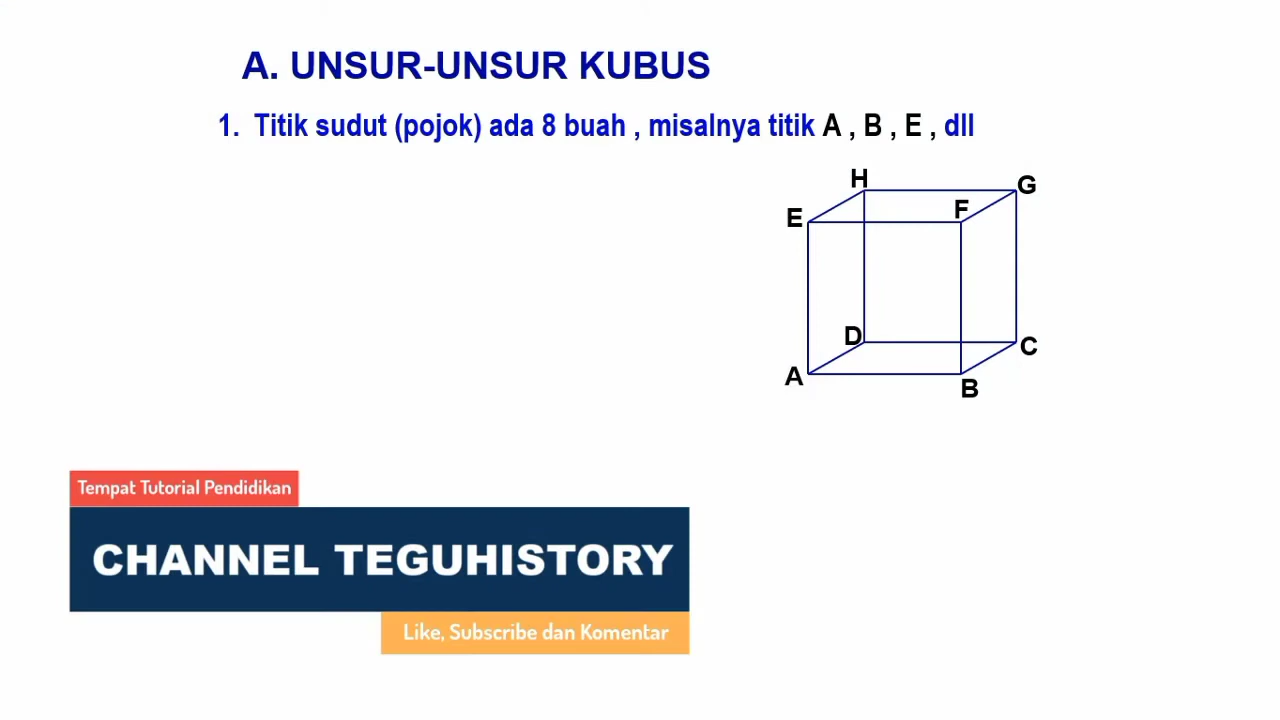 A. UNSUR-UNSUR KUBUS
1. Titik sudut (pojok) ada 8 buah , misalnya titik A , B , E , dll
H
G
E
F
D
C
A
B
Tempat Tutorial Pendidikan
CHANNEL TEGUHISTORY
Like, Subscribe dan Komentar